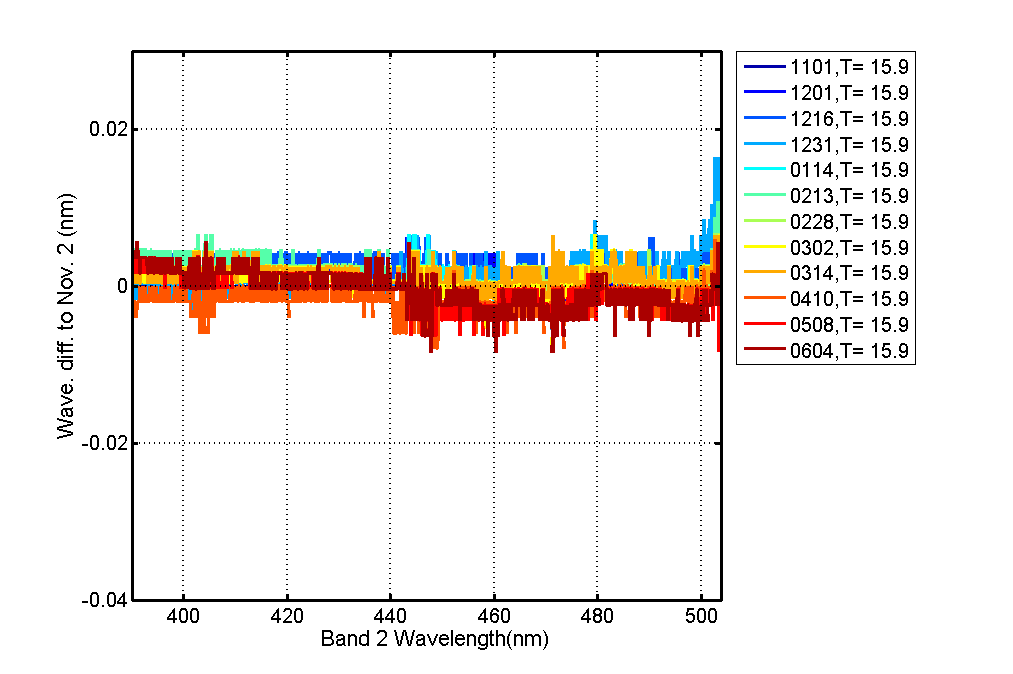 0.02
0
-0.02
-0.04
Wave. diff. to Nov. 2 (nm)
400 420 440 460 480 500
Band 2 Wavelength(nm)
1101,T= 15.9
1201,T= 15.9
1216,T= 15.9
1231,T= 15.9
0114,T= 15.9
0213,T= 15.9
0228,T= 15.9
0302,T= 15.9
0314,T= 15.9
0410,T= 15.9
0508,T= 15.9
0604,T= 15.9